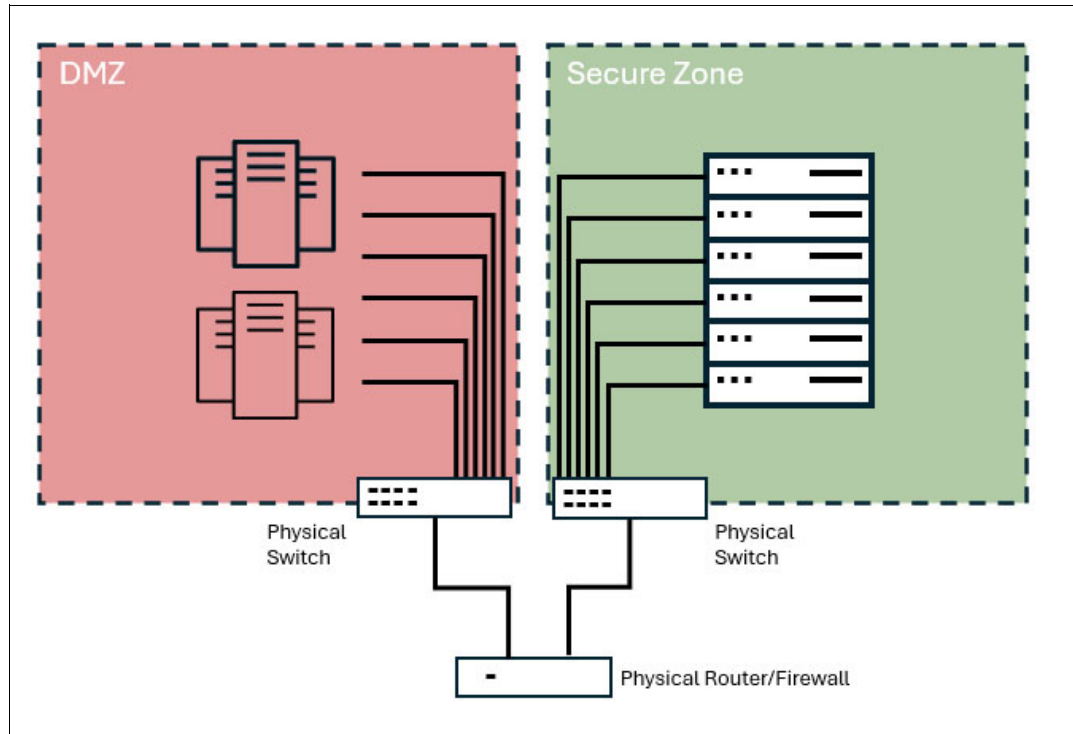 DMZ
Secure Zone
Physical
Switch
Physical
Switch
Physical Router/Firewall